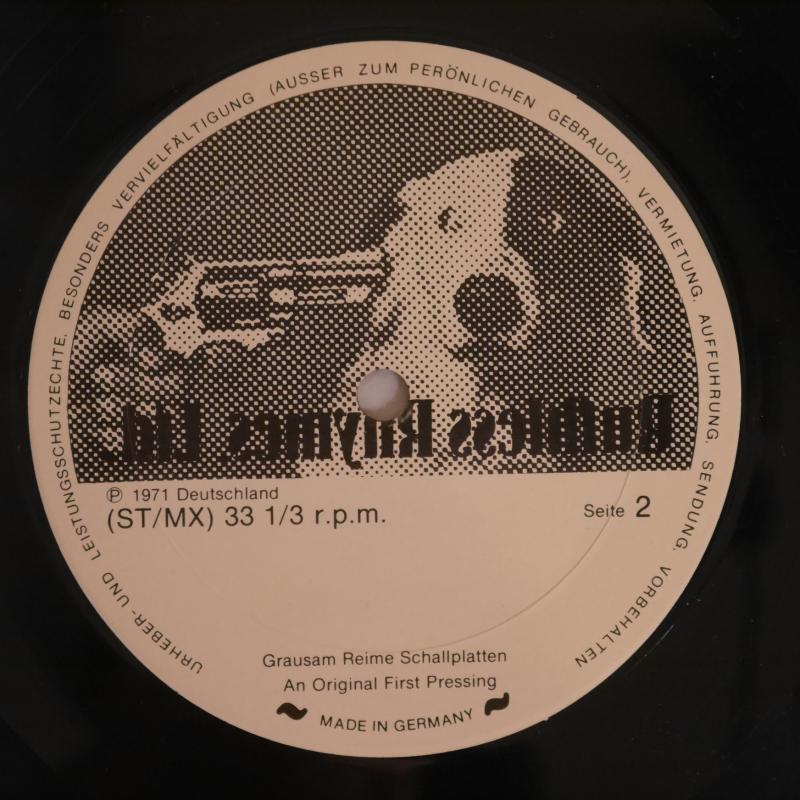 URHEBER- UND LEISTUNGSSCHUTZECHTE. BESONDERS VERVIELFÄLTIGUNG (AUSSER ZUM PERÖNLICHEN GEBRAUCH), VERMIETUNG. AUFFUHRUNG. SENDUNG. VORBEHALTEN
Ruthless Rhymes Ltd.
Ⓟ 1971 Deutschland
(ST/MX) 33 1/3 r.p.m.
Seite 2
Grausam Reime Schallplatten
An Original First Pressing
MADE IN GERMANY